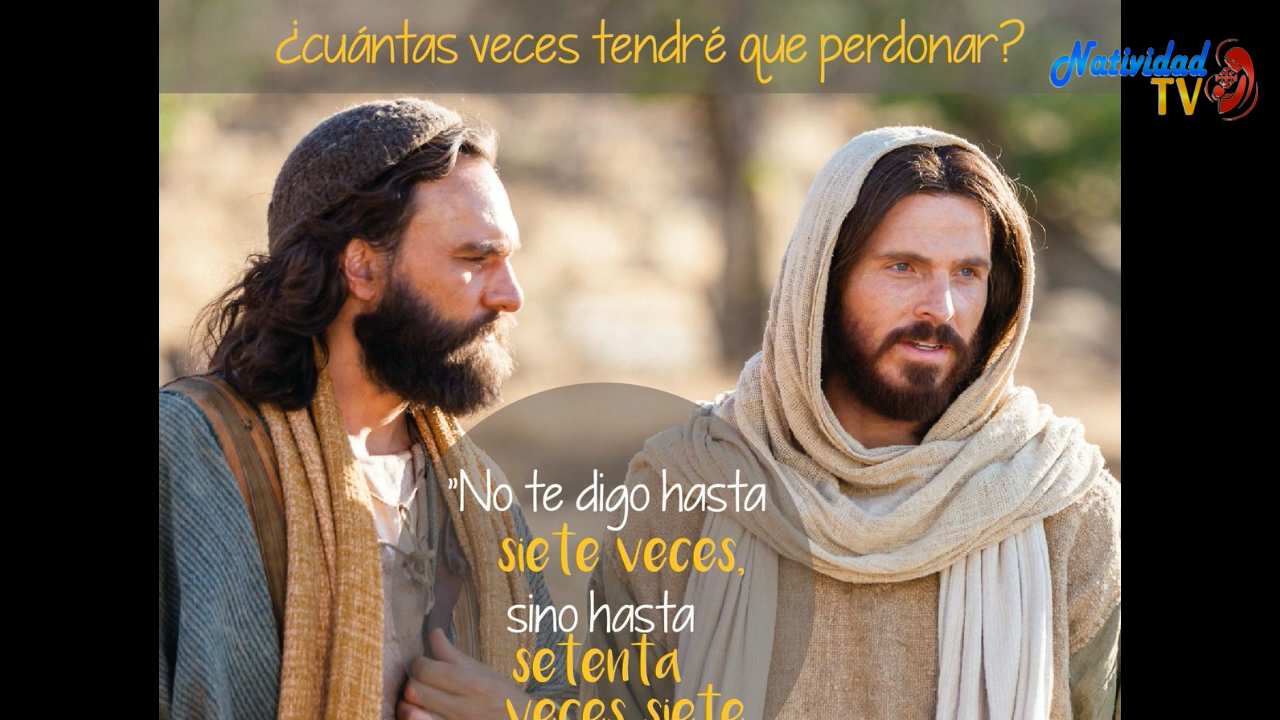 ¿cuántas veces tendré que perdonar?
Natividad
TV
"No te digo hasta
siete veces,
sino hasta
setenta
veces siete